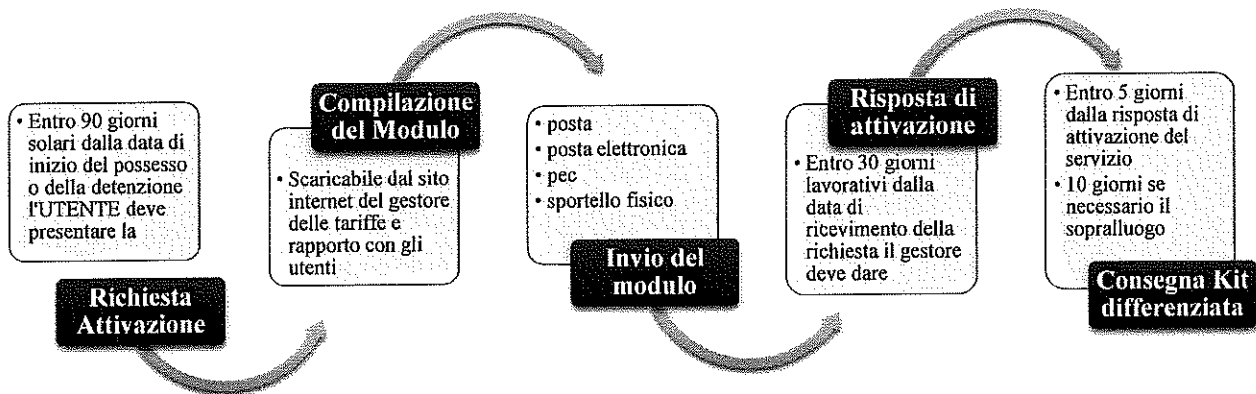 • Entro 90 giorni
solari dalla data di
inizio del possesso
o della detenzione
l'UTENTE deve
presentare la
Richiesta
Attivazione
Compilazione
del Modulo
• Scaricabile dal sito
internet del gestore
delle tariffe e
rapporto con gli
utenti
• posta
• posta elettronica
• pec
• sportello fisico
Invio del
modulo
Risposta di
attivazione
• Entro 30 giorni
lavorativi dalla
data di
ricevimento della
richiesta il gestore
deve dare
• Entro 5 giorni
dalla risposta di
attivazione del
servizio
• 10 giorni se
necessario il
sopralluogo
Consegna Kit
differenziata